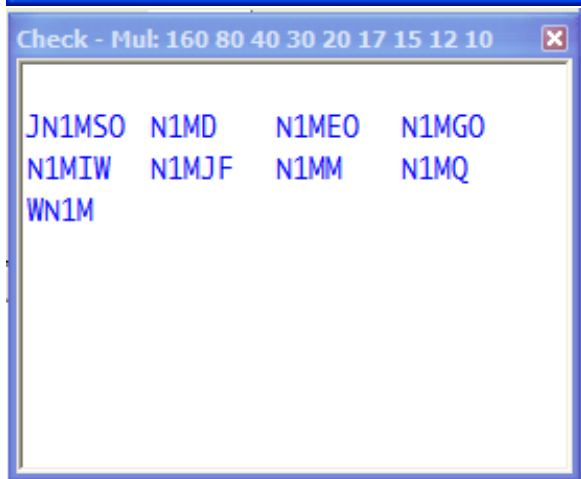 Check - Mul: 160 80 40 30 20 17 15 12 10
JN1MSO N1MD N1MEO N1MGO
N1MIW N1MJF N1MM N1MQ
WN1M